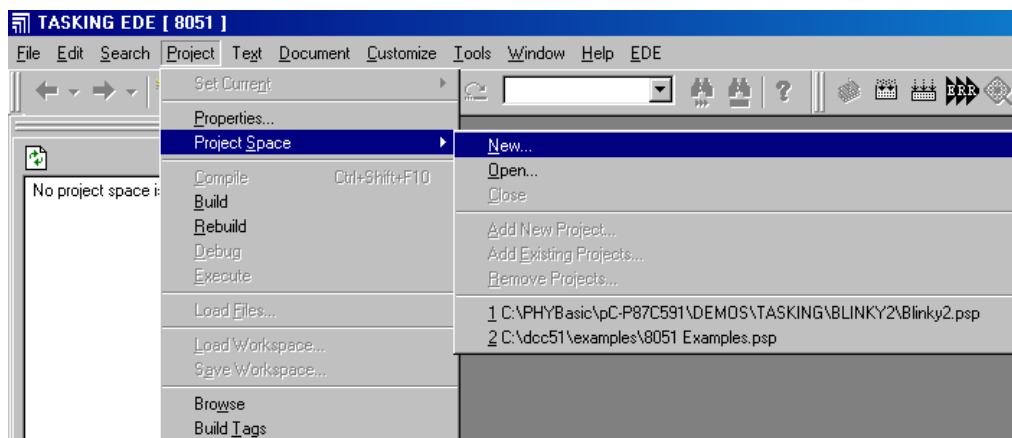 TASKING EDE [ 8051 ]
File Edit Search Project Text Document Customize Tools Window Help EDE
Set Current
Properties...
Project Space
Compile Ctrl+Shift+F10
Build
Rebuild
Debug
Execute
Load Files...
Load Workspace...
Save Workspace...
Browse
Build Tags
New...
Open...
Close
Add New Project...
Add Existing Projects...
Remove Projects...
1 C:\PHYBasic\pC-P87C591\DEMOS\TASKING\BLINKY2\Blinky2.psp
2 C:\dcc51\examples\8051 Examples.psp
ERR
No project space i